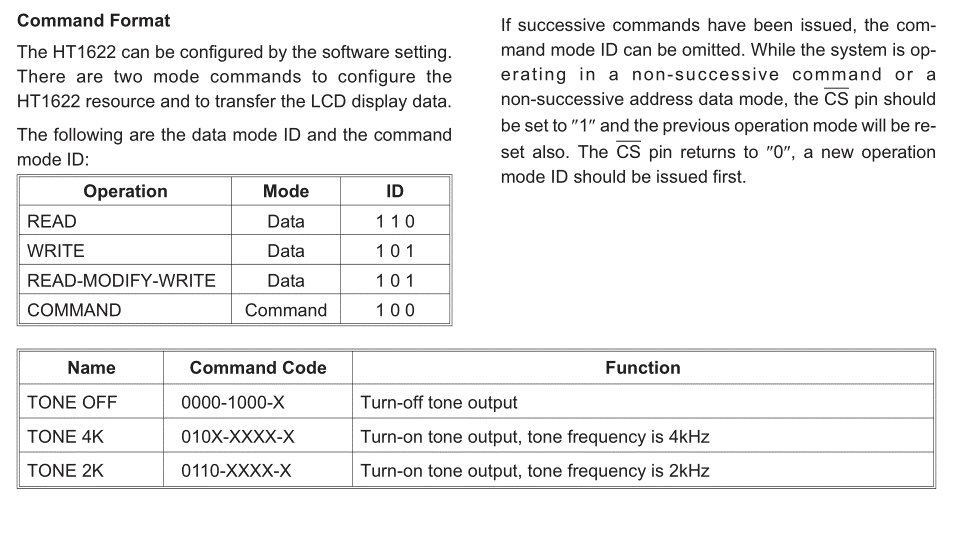 Command Format
The HT1622 can be configured by the software setting.
There are two mode commands to configure the
HT1622 resource and to transfer the LCD display data.
The following are the data mode ID and the command
mode ID:
Operation Mode ID
READ Data 1 1 0
WRITE Data 1 0 1
READ-MODIFY-WRITE Data 1 0 1
COMMAND Command 1 0 0
If successive commands have been issued, the com-
mand mode ID can be omitted. While the system is op-
erating in a non-successive command or a
non-successive address data mode, the C̅S̅ pin should
be set to ″1″ and the previous operation mode will be re-
set also. The C̅S̅ pin returns to ″0″, a new operation
mode ID should be issued first.
Name Command Code Function
TONE OFF 0000-1000-X Turn-off tone output
TONE 4K 010X-XXXX-X Turn-on tone output, tone frequency is 4kHz
TONE 2K 0110-XXXX-X Turn-on tone output, tone frequency is 2kHz